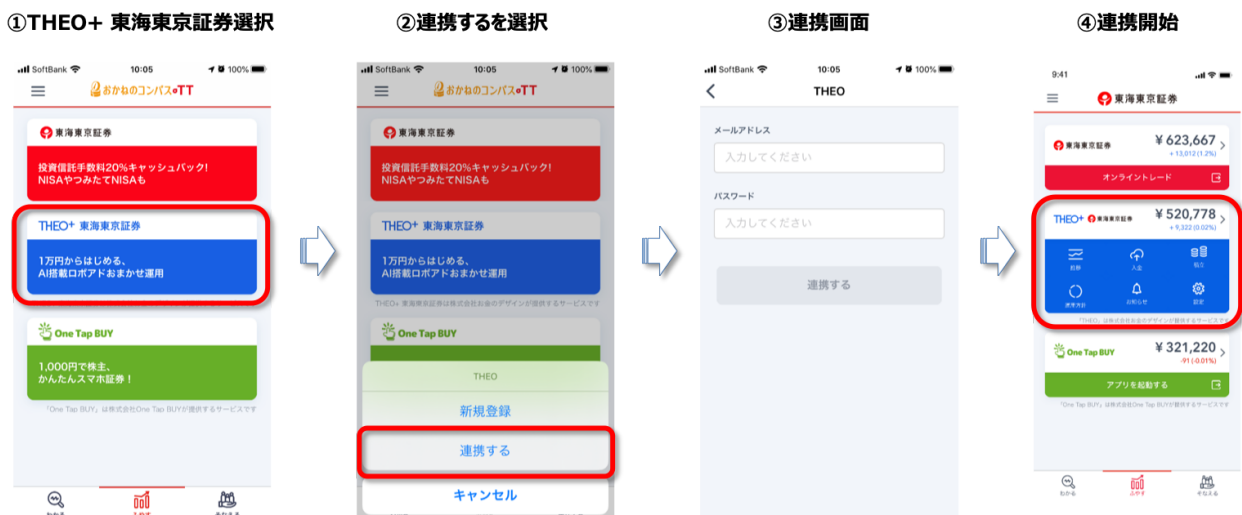 ①THEO+ 東海東京証券選択
②連携するを選択
③連携画面
④連携開始
SoftBank 10:05 100%
おかねのコンパスTT
東海東京証券
投資信託手数料20%キャッシュバック!
NISAやつみたてNISAも
THEO+ 東海東京証券
1万円からはじめる、
AI搭載ロボアドおまかせ運用
One Tap BUY
1,000円で株主、
かんたんスマホ証券！
「One Tap BUY」は株式会社One Tap BUYが提供するサービスです
わかる
ふやす
そなえる
SoftBank 10:05 100%
おかねのコンパスTT
東海東京証券
投資信託手数料20%キャッシュバック!
NISAやつみたてNISAも
THEO+ 東海東京証券
1万円からはじめる、
AI搭載ロボアドおまかせ運用
THEO+ 東海東京証券は株式会社お金のデザインが提供するサービスです
One Tap BUY
THEO
新規登録
連携する
キャンセル
SoftBank 10:05 100%
THEO
メールアドレス
入力してください
パスワード
入力してください
連携する
9:41
東海東京証券
東海東京証券 ¥ 623,667
+ 13,012 (1.2%)
オンライントレード
THEO+ 東海東京証券 ¥ 520,778
+ 9,322 (0.02%)
入金
お知らせ
設定
「THEO」は株式会社お金のデザインが提供するサービスです
One Tap BUY ¥ 321,220
-91 (-0.01%)
アプリを起動する
「One Tap BUY」は株式会社One Tap BUYが提供するサービスです
わかる
ふやす
そなえる